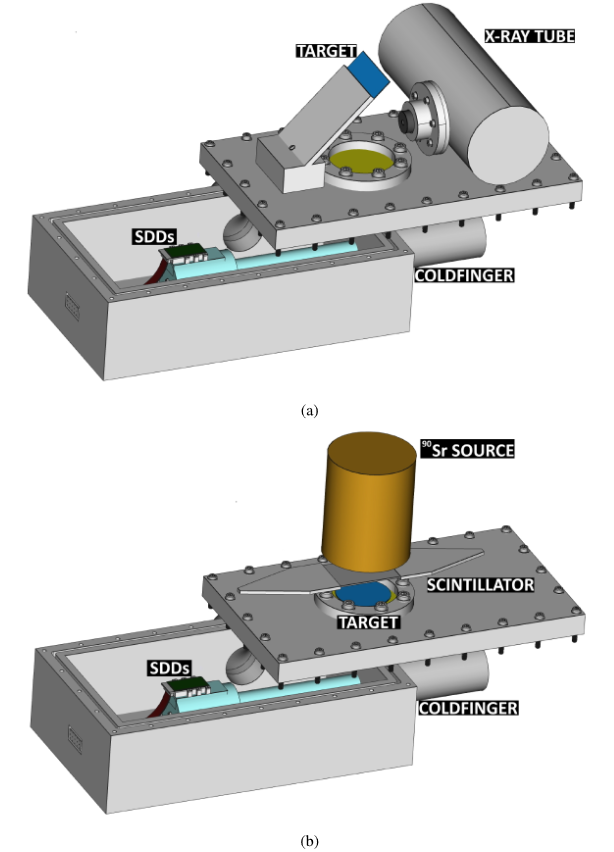 TARGET
X-RAY TUBE
SDDs
COLDFINGER
(a)
⁹⁰Sr SOURCE
SCINTILLATOR
TARGET
SDDs
COLDFINGER
(b)